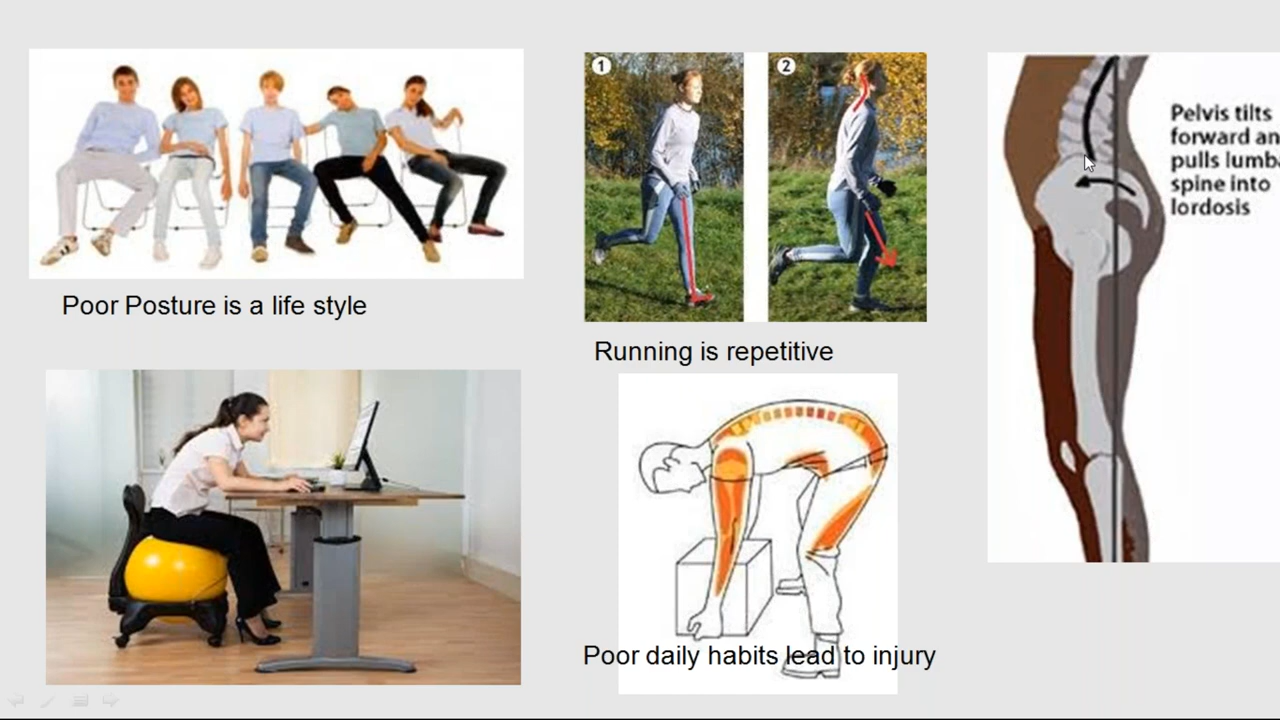 Poor Posture is a life style
1
2
Running is repetitive
Poor daily habits lead to injury
Pelvis tilts
forward an
pulls lumb
spine into
lordosis